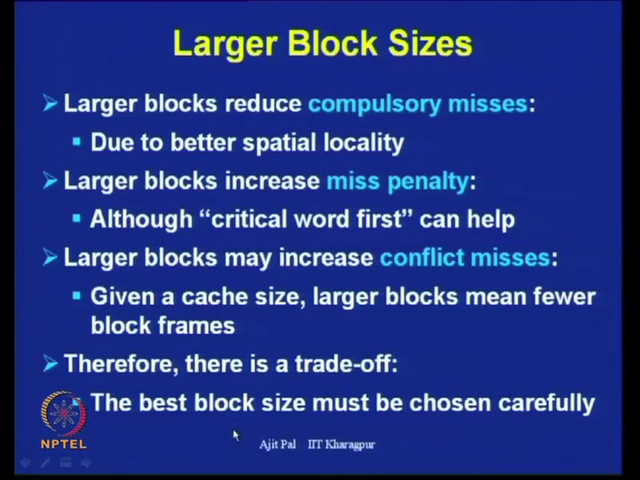 Larger Block Sizes
Larger blocks reduce compulsory misses:
Due to better spatial locality
Larger blocks increase miss penalty:
Although “critical word first” can help
Larger blocks may increase conflict misses:
Given a cache size, larger blocks mean fewer
block frames
Therefore, there is a trade-off:
The best block size must be chosen carefully
NPTEL
Ajit Pal IIT Kharagpur